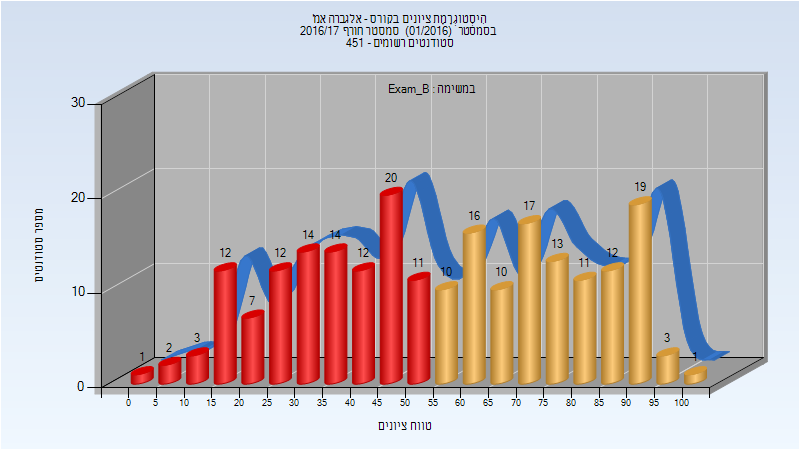 היסטוגרמת ציונים בקורס - אלגברה אמ'
בסמסטר (01/2016) סמסטר חורף 2016/17
סטודנטים רשומים - 451
במשימה : Exam_B
מספר סטודנטים
30
20
10
0
1 2 3 12 7 12 14 14 12 20 11 10 16 10 17 13 11 12 19 3 1
0 5 10 15 20 25 30 35 40 45 50 55 60 65 70 75 80 85 90 95 100
טווח ציונים